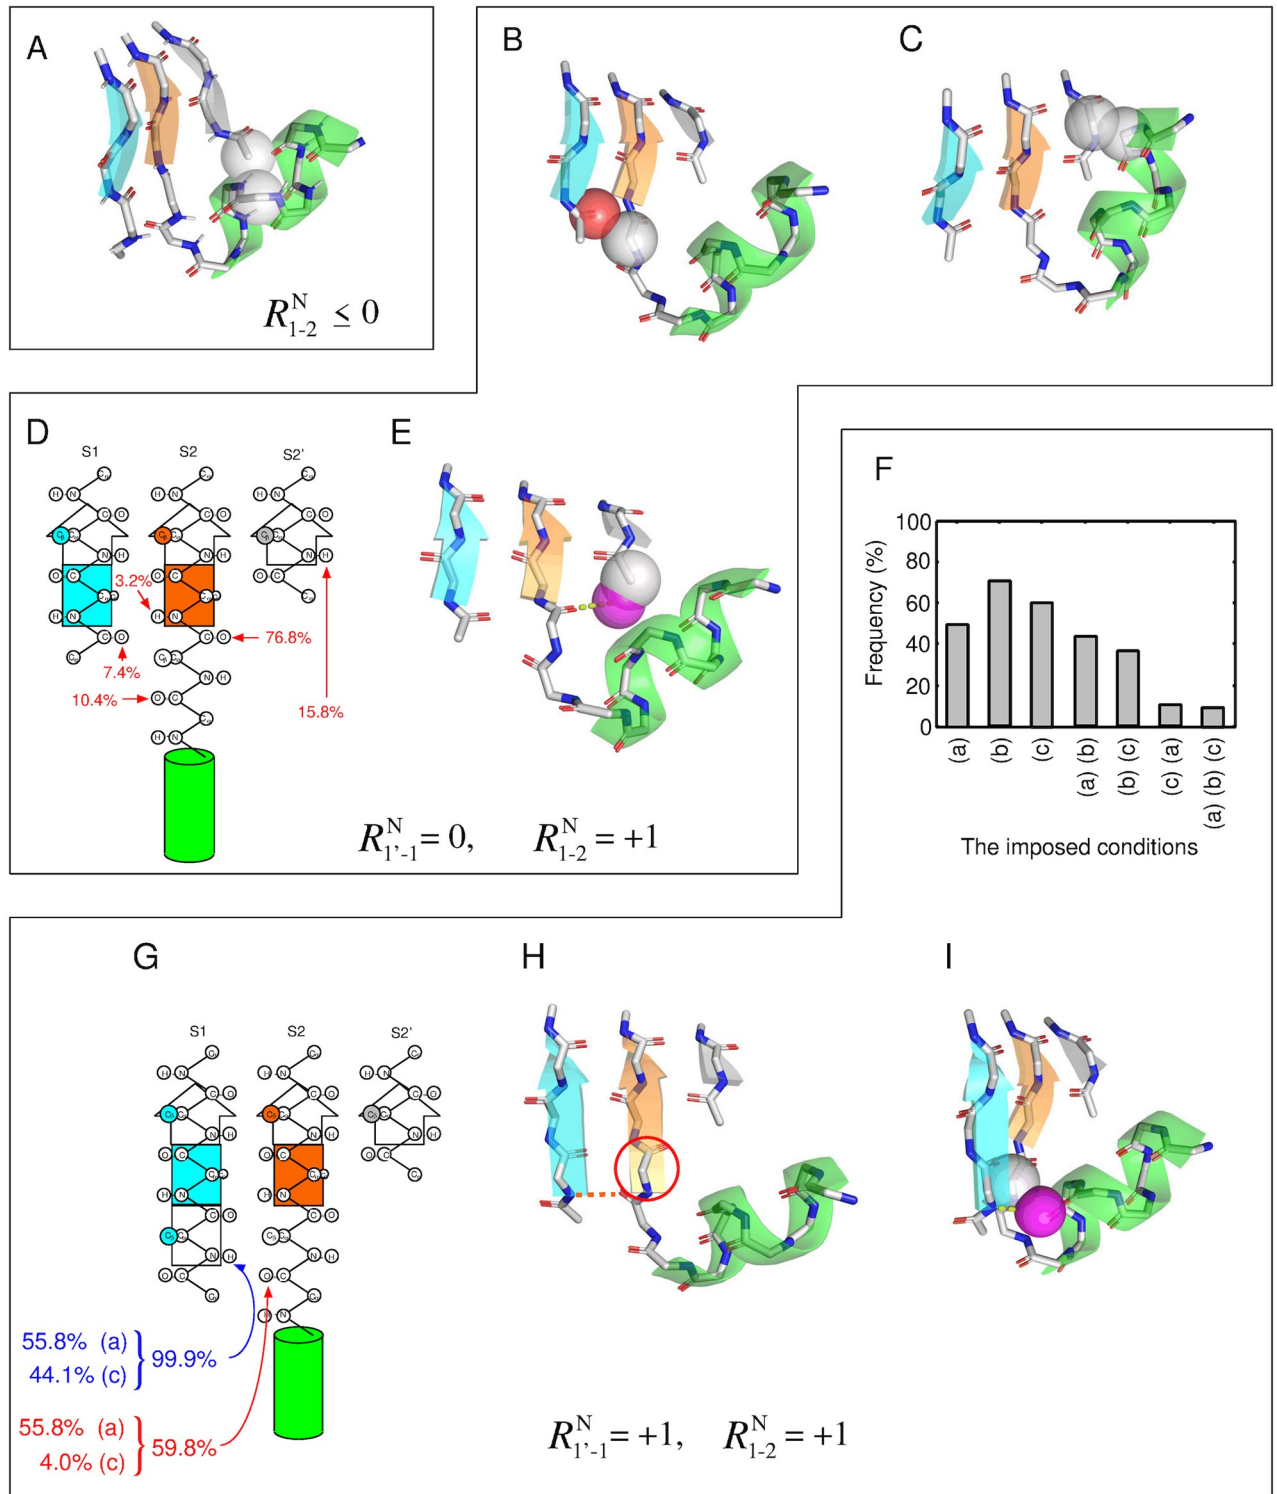 A
R^N_1-2 ≤ 0
B
C
D
S1
S2
S2'
3.2%
76.8%
7.4%
10.4%
15.8%
E
R^N_1'-1 = 0, R^N_1-2 = +1
F
100
80
60
40
20
0
Frequency (%)
(a)
(b)
(c)
(a) (b)
(b) (c)
(c) (a)
(a) (b) (c)
The imposed conditions
G
S1
S2
S2'
55.8% (a)
44.1% (c)
99.9%
55.8% (a)
4.0% (c)
59.8%
H
I
R^N_1'-1 = +1, R^N_1-2 = +1